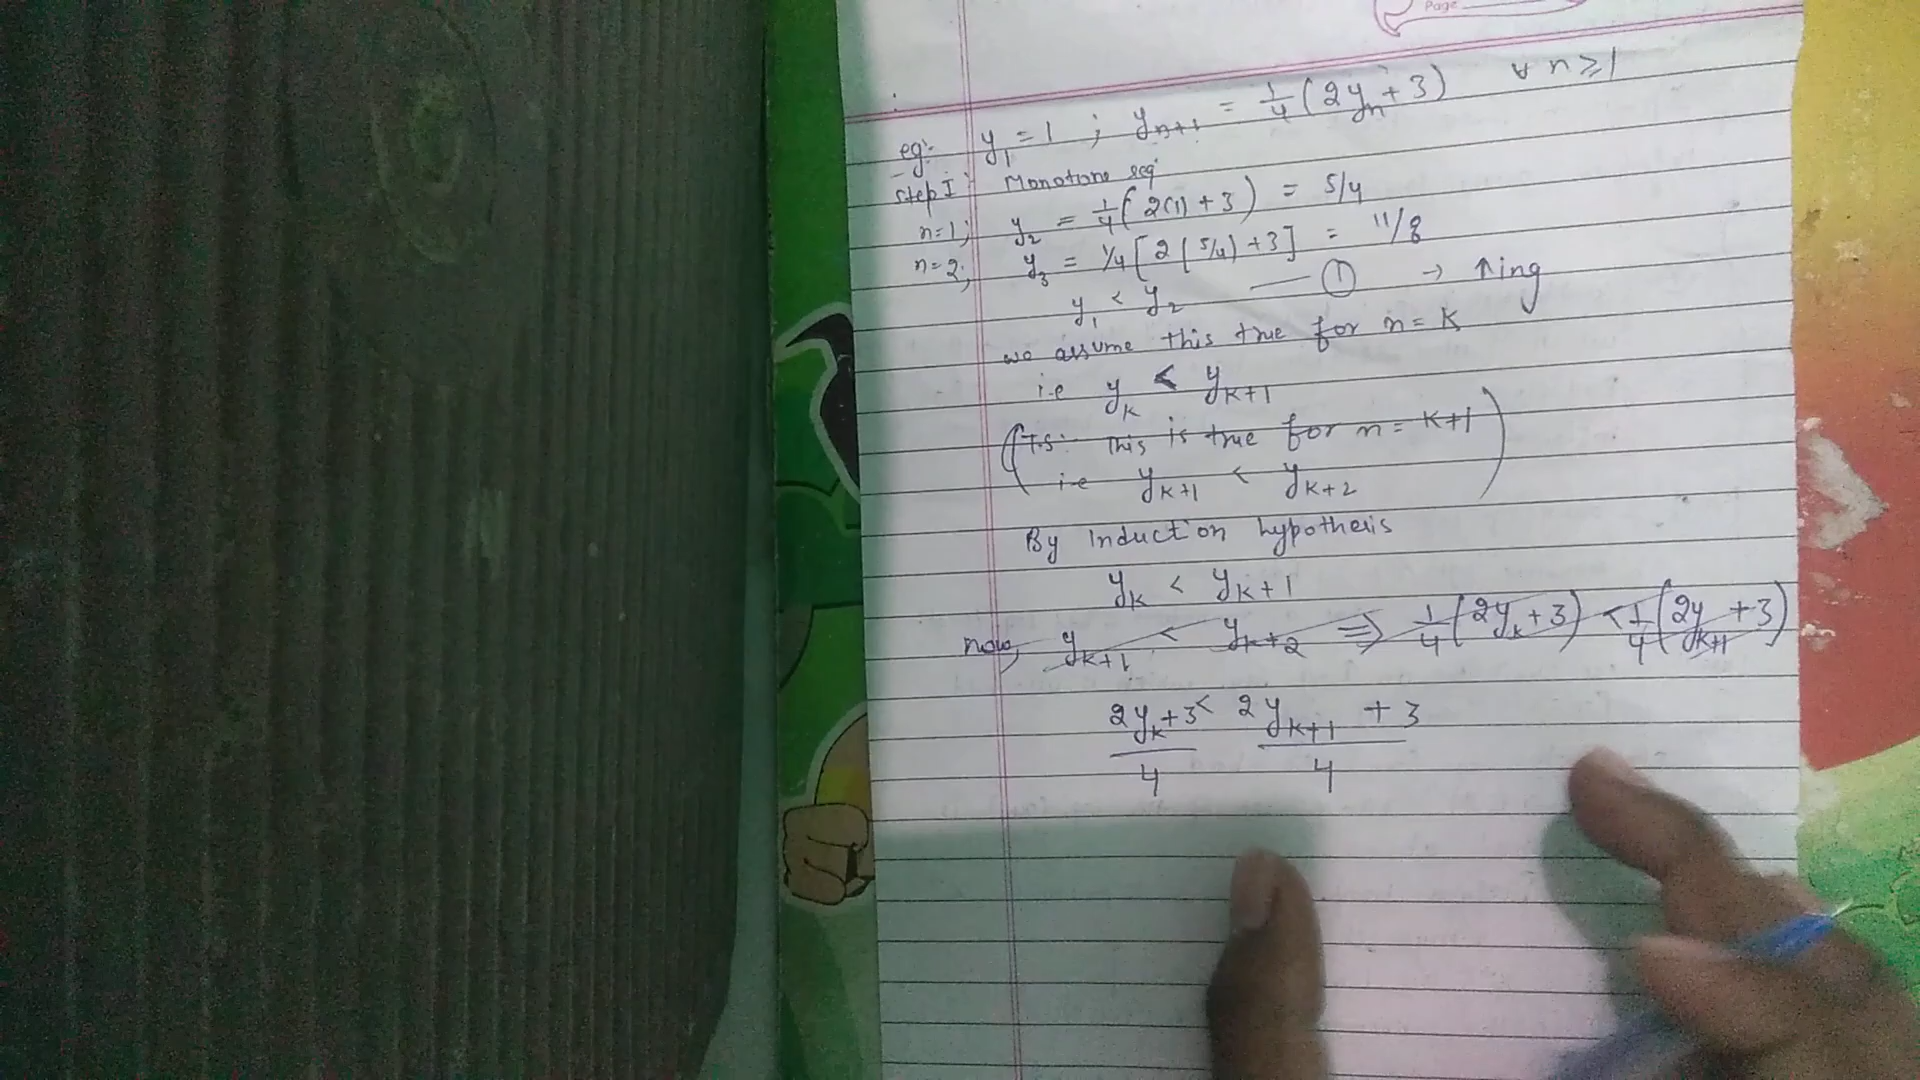 Page
eg:- y₁ = 1 ; yₙ₊₁ = 1/4 (2yₙ + 3) ∀ n ≥ 1
Step I: Monotone seq
n=1; y₂ = 1/4 (2(1) + 3) = 5/4
n=2; y₃ = 1/4 [2(5/4) + 3] = 11/8
y₁ < y₂ — ① → ↑ing
we assume this true for n = k
i.e yₖ < yₖ₊₁
(T.S:- This is true for n = k+1
i.e yₖ₊₁ < yₖ₊₂)
By induction hypothesis
yₖ < yₖ₊₁
now, yₖ₊₁ < yₖ₊₂ ⇒ 1/4 (2yₖ + 3) < 1/4 (2yₖ₊₁ + 3)
2yₖ + 3 < 2yₖ₊₁ + 3
4 4